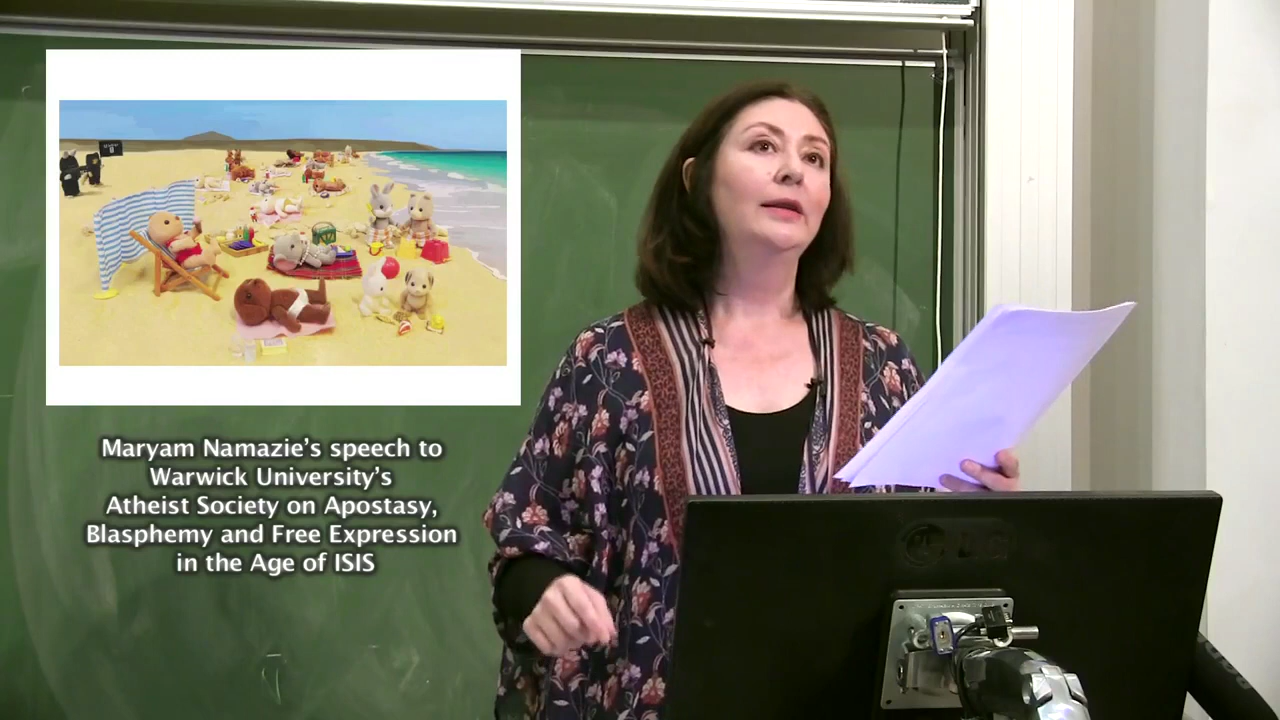 Maryam Namazie's speech to
Warwick University's
Atheist Society on Apostasy,
Blasphemy and Free Expression
in the Age of ISIS